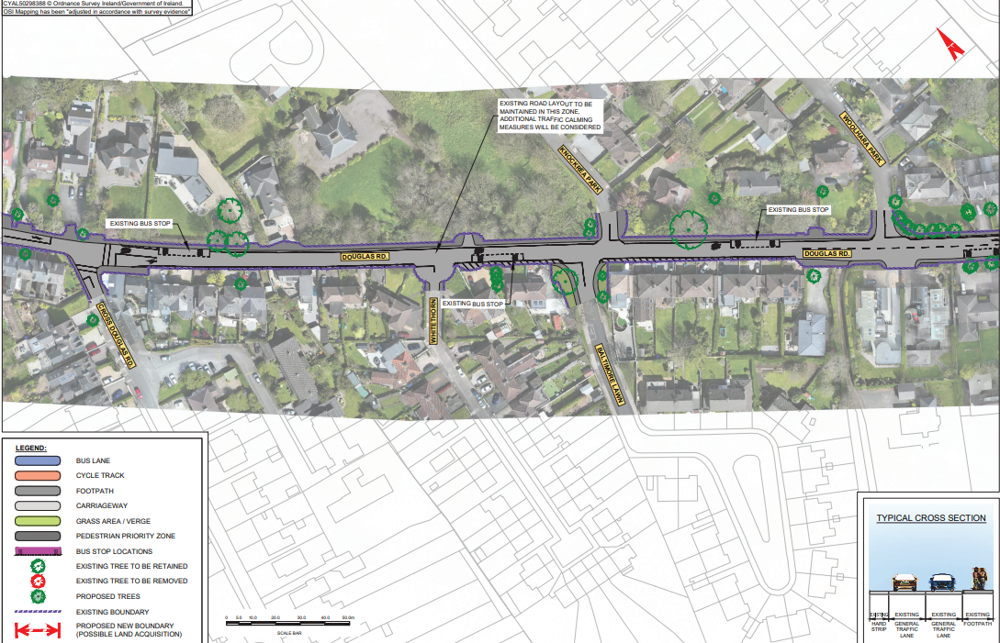 CYAL50298388 © Ordnance Survey Ireland/Government of Ireland.
OSI Mapping has been "adjusted in accordance with survey evidence"
EXISTING ROAD LAYOUT TO BE
MAINTAINED IN THIS ZONE,
ADDITIONAL TRAFFIC CALMING
MEASURES WILL BE CONSIDERED
KNOCKREA PARK
WOOLHARA PARK
EXISTING BUS STOP
EXISTING BUS STOP
DOUGLAS RD.
DOUGLAS RD.
EXISTING BUS STOP
CROSS DOUGLAS RD.
WHITETHORN
BALTIMORE LAWN
LEGEND:
BUS LANE
CYCLE TRACK
FOOTPATH
CARRIAGEWAY
GRASS AREA / VERGE
PEDESTRIAN PRIORITY ZONE
BUS STOP LOCATIONS
EXISTING TREE TO BE RETAINED
EXISTING TREE TO BE REMOVED
PROPOSED TREES
EXISTING BOUNDARY
PROPOSED NEW BOUNDARY
(POSSIBLE LAND ACQUISITION)
0 5.0 10.0 20.0 30.0 40.0 50.0m
SCALE BAR
TYPICAL CROSS SECTION
EXISTING EXISTING EXISTING EXISTING
HARD GENERAL GENERAL FOOTPATH
STRIP TRAFFIC TRAFFIC
LANE LANE